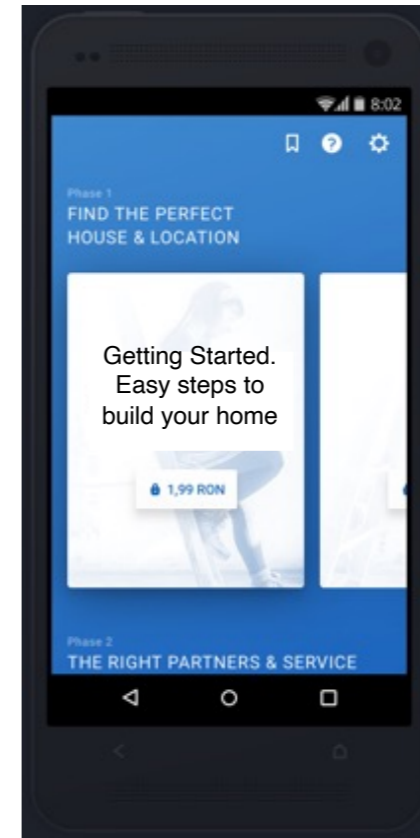 8:02
Phase 1
FIND THE PERFECT
HOUSE & LOCATION
Getting Started.
Easy steps to
build your home
1,99 RON
Phase 2
THE RIGHT PARTNERS & SERVICE